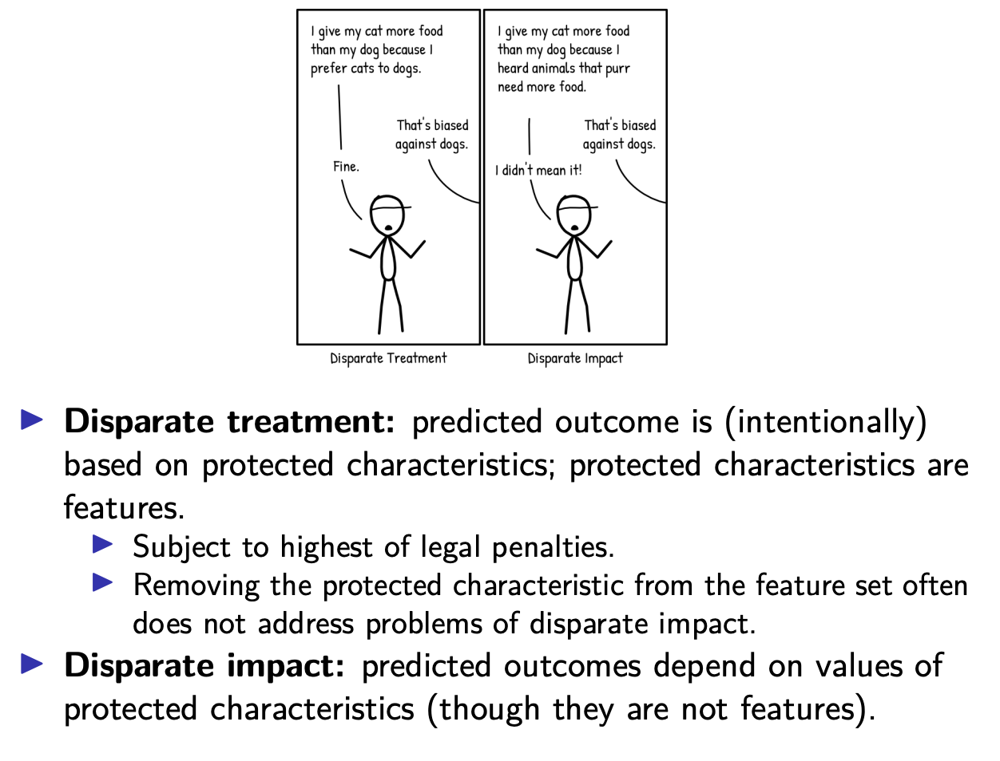 I give my cat more food
than my dog because I
prefer cats to dogs.
That's biased
against dogs.
Fine.
Disparate Treatment
I give my cat more food
than my dog because I
heard animals that purr
need more food.
That's biased
against dogs.
I didn't mean it!
Disparate Impact
Disparate treatment: predicted outcome is (intentionally)
based on protected characteristics; protected characteristics are
features.
Subject to highest of legal penalties.
Removing the protected characteristic from the feature set often
does not address problems of disparate impact.
Disparate impact: predicted outcomes depend on values of
protected characteristics (though they are not features).